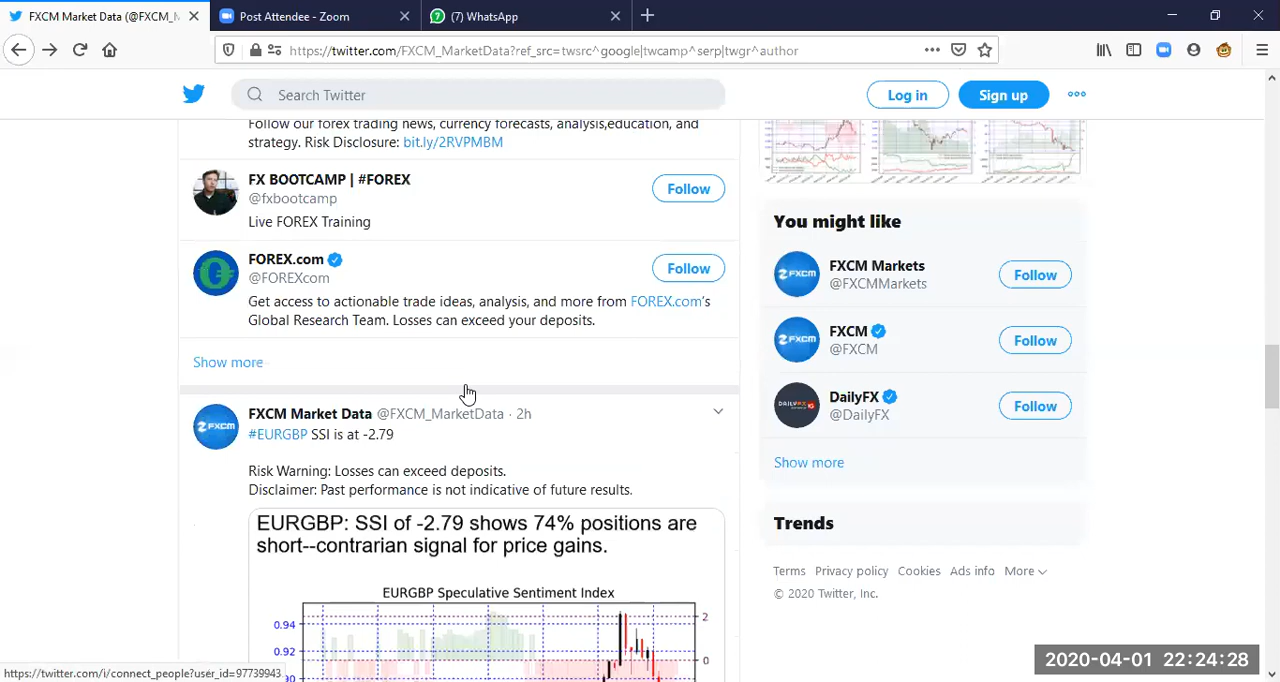 FXCM Market Data (@FXCM_M
Post Attendee - Zoom
(7) WhatsApp
https://twitter.com/FXCM_MarketData?ref_src=twsrc^google|twcamp^serp|twgr^author
Search Twitter
Log in
Sign up
Follow our forex trading news, currency forecasts, analysis,education, and
strategy. Risk Disclosure: bit.ly/2RVPMBM
FX BOOTCAMP | #FOREX
@fxbootcamp
Follow
Live FOREX Training
FOREX.com
@FOREXcom
Follow
Get access to actionable trade ideas, analysis, and more from FOREX.com's
Global Research Team. Losses can exceed your deposits.
Show more
FXCM Market Data @FXCM_MarketData · 2h
#EURGBP SSI is at -2.79
Risk Warning: Losses can exceed deposits.
Disclaimer: Past performance is not indicative of future results.
EURGBP: SSI of -2.79 shows 74% positions are
short--contrarian signal for price gains.
EURGBP Speculative Sentiment Index
0.94
0.92
0.90
2
0
You might like
FXCM Markets
@FXCMMarkets
Follow
FXCM
@FXCM
Follow
DailyFX
@DailyFX
Follow
Show more
Trends
Terms Privacy policy Cookies Ads info More
© 2020 Twitter, Inc.
https://twitter.com/i/connect_people?user_id=97739943
2020-04-01 22:24:28